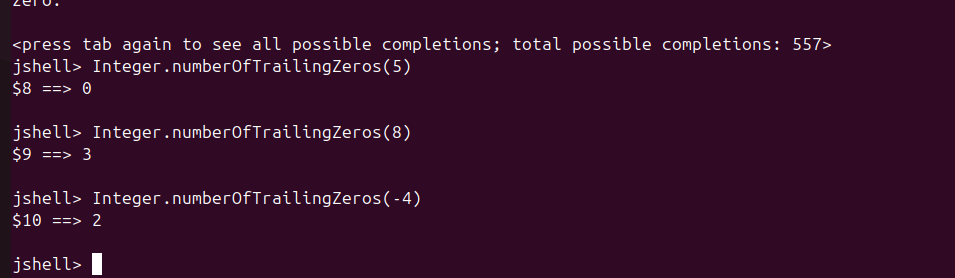 zero.
<press tab again to see all possible completions; total possible completions: 557>
jshell> Integer.numberOfTrailingZeros(5)
$8 ==> 0
jshell> Integer.numberOfTrailingZeros(8)
$9 ==> 3
jshell> Integer.numberOfTrailingZeros(-4)
$10 ==> 2
jshell>